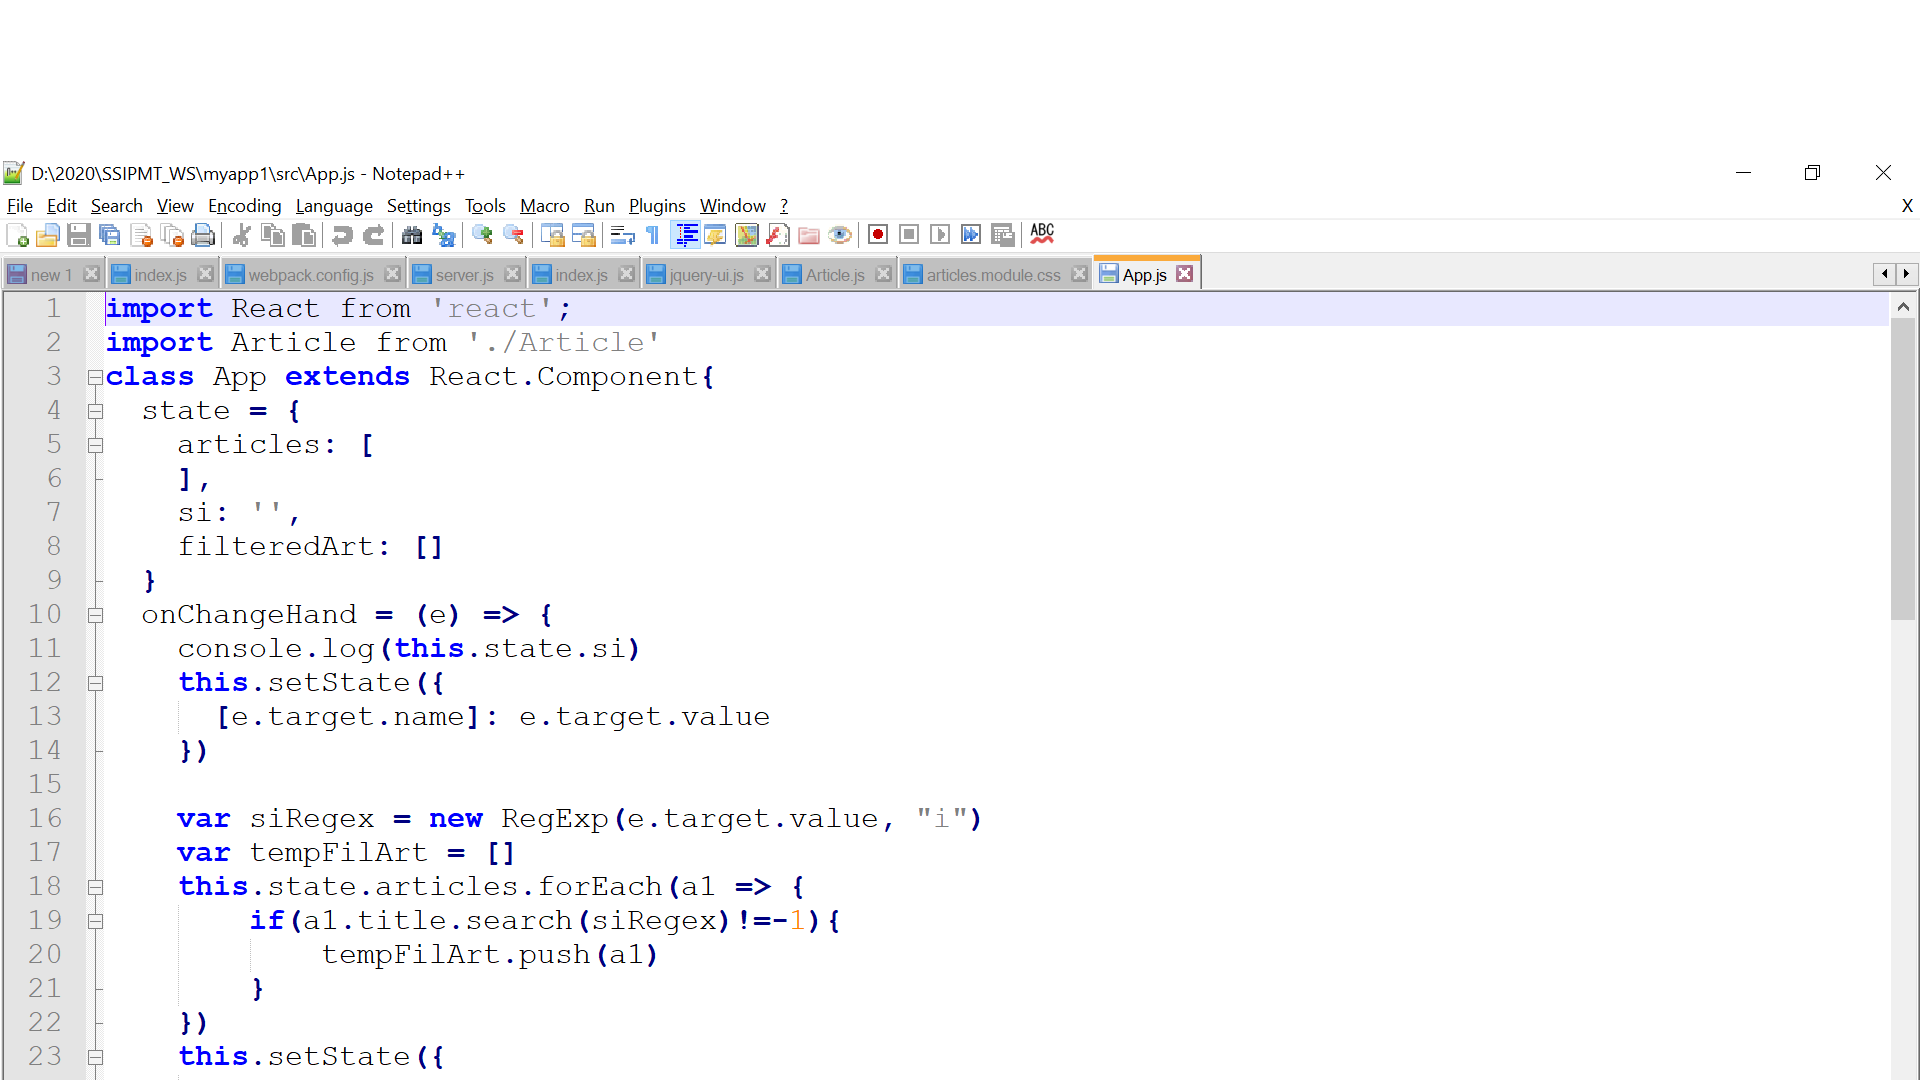 D:\2020\SSIPMT_WS\myapp1\src\App.js - Notepad++
File Edit Search View Encoding Language Settings Tools Macro Run Plugins Window ? X
ABC
new 1 index.js webpack.config.js server.js index.js jquery-ui.js Article.js articles.module.css App.js
1 import React from 'react';
2 import Article from './Article'
3 class App extends React.Component{
4 state = {
5 articles: [
6 ],
7 si: '',
8 filteredArt: []
9 }
10 onChangeHand = (e) => {
11 console.log(this.state.si)
12 this.setState({
13 [e.target.name]: e.target.value
14 })
15
16 var siRegex = new RegExp(e.target.value, "i")
17 var tempFilArt = []
18 this.state.articles.forEach(a1 => {
19 if(a1.title.search(siRegex)!=-1){
20 tempFilArt.push(a1)
21 }
22 })
23 this.setState({